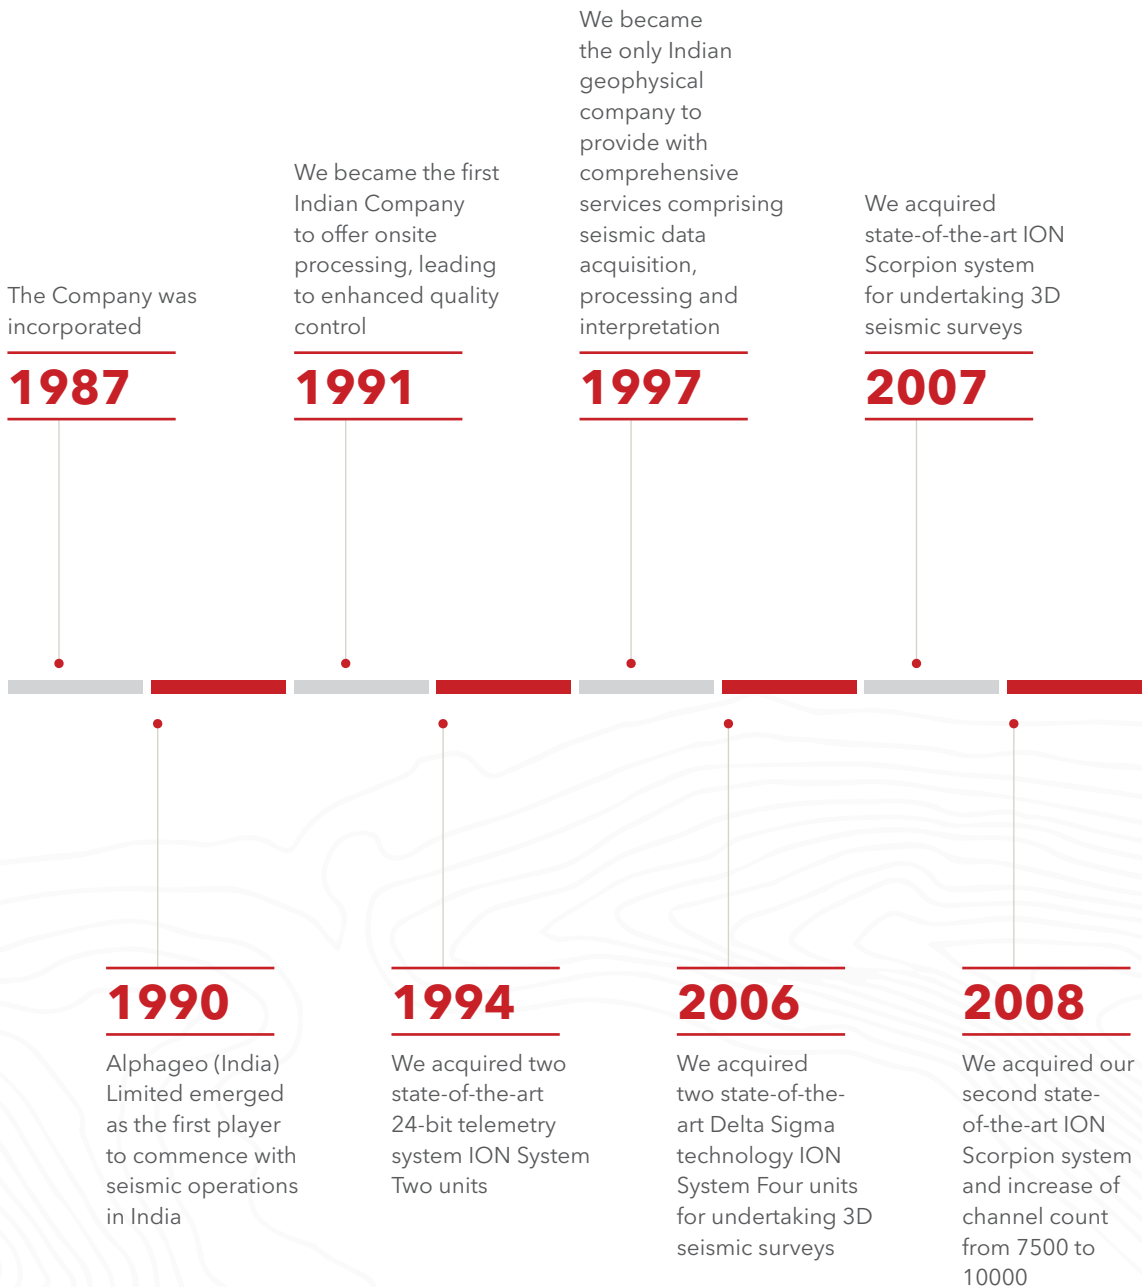 The Company was
incorporated
1987
Alphageo (India)
Limited emerged
as the first player
to commence with
seismic operations
in India
1990
We became the first
Indian Company
to offer onsite
processing, leading
to enhanced quality
control
1991
1994
We acquired two
state-of-the-art
24-bit telemetry
system ION System
Two units
We became
the only Indian
geophysical
company to
provide with
comprehensive
services comprising
seismic data
acquisition,
processing and
interpretation
1997
2006
We acquired
two state-of-the-
art Delta Sigma
technology ION
System Four units
for undertaking 3D
seismic surveys
We acquired
state-of-the-art ION
Scorpion system
for undertaking 3D
seismic surveys
2007
2008
We acquired our
second state-
of-the-art ION
Scorpion system
and increase of
channel count
from 7500 to
10000